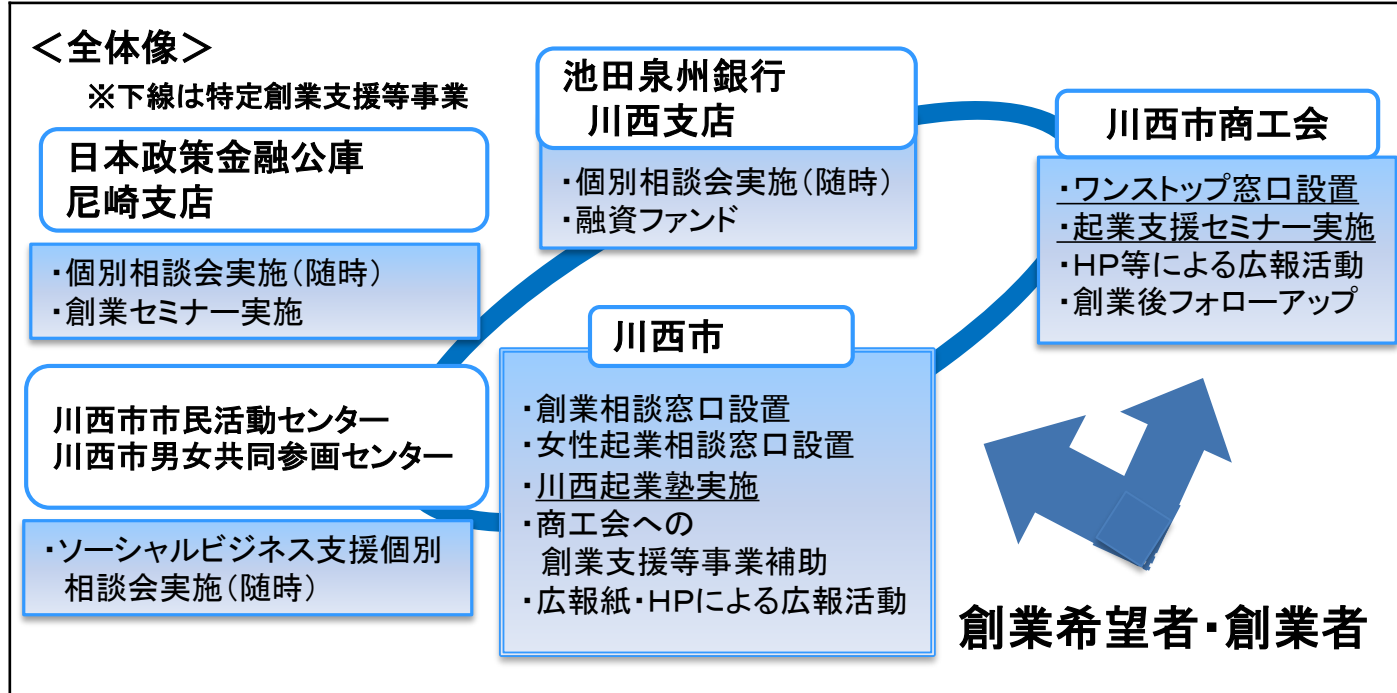 ＜全体像＞
※下線は特定創業支援等事業
日本政策金融公庫
尼崎支店
・個別相談会実施（随時）
・創業セミナー実施
川西市市民活動センター
川西市男女共同参画センター
・ソーシャルビジネス支援個別
相談会実施（随時）
池田泉州銀行
川西支店
・個別相談会実施（随時）
・融資ファンド
川西市
・創業相談窓口設置
・女性起業相談窓口設置
・川西起業塾実施
・商工会への
創業支援等事業補助
・広報紙・HPによる広報活動
川西市商工会
・ワンストップ窓口設置
・起業支援セミナー実施
・HP等による広報活動
・創業後フォローアップ
創業希望者・創業者